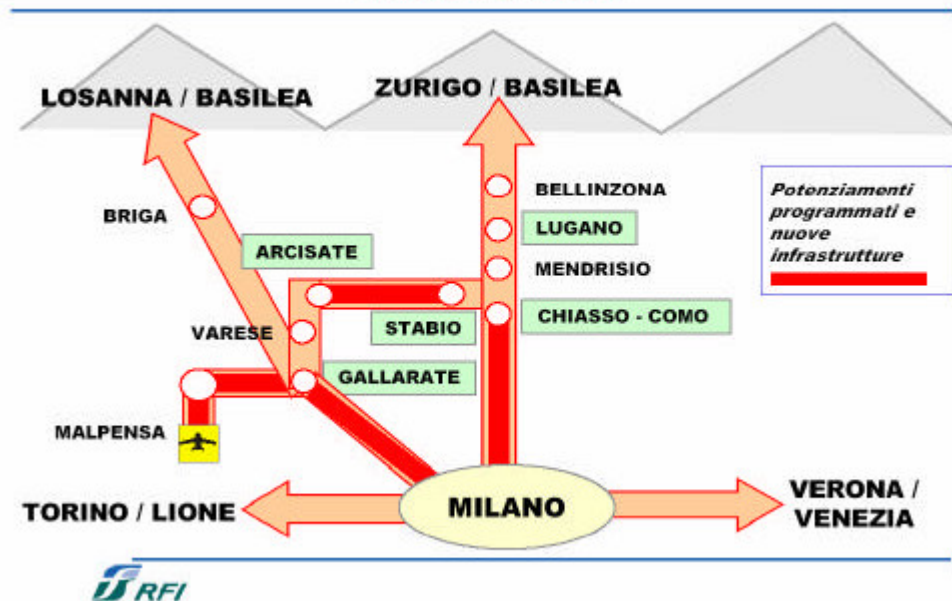 ZURIGO / BASILEA
LOSANNA / BASILEA
BELLINZONA
Potenziamenti
programmati e
nuove
infrastrutture
BRIGA
LUGANO
ARCISATE
MENDRISIO
CHIASSO - COMO
STABIO
VARESE
GALLARATE
MALPENSA
MILANO
TORINO / LIONE
VERONA /
VENEZIA
RFI